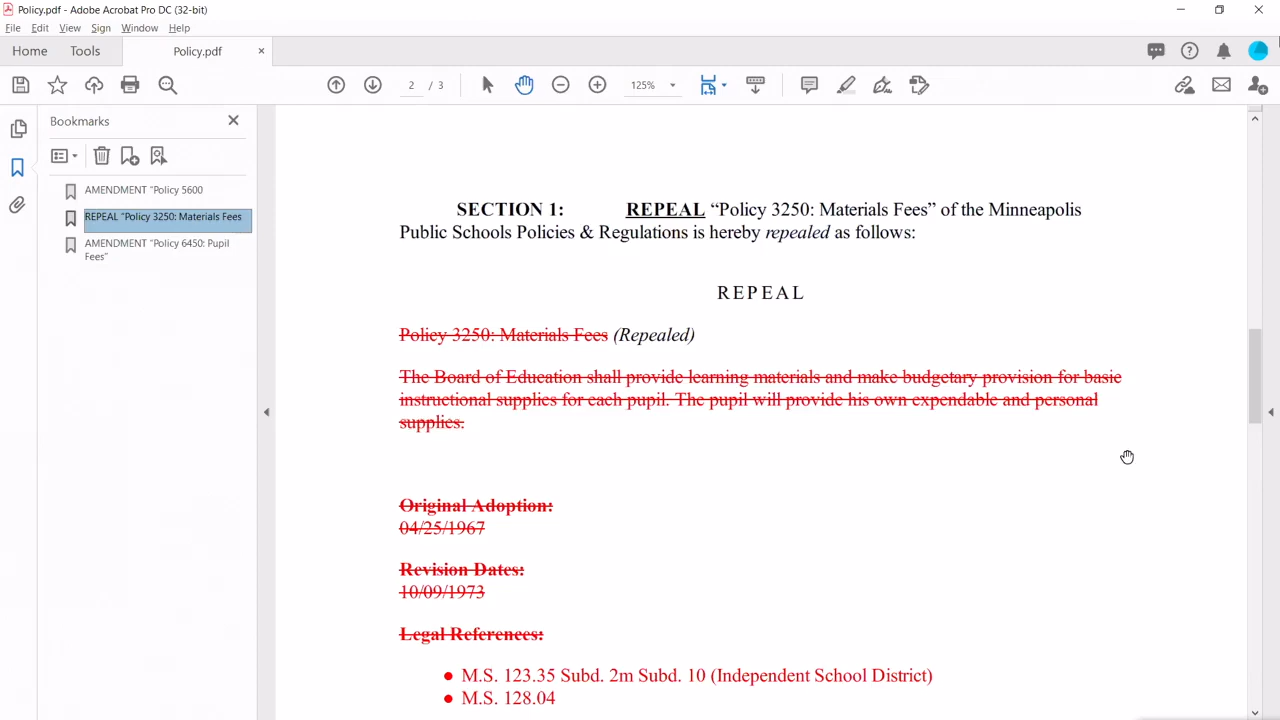 Policy.pdf - Adobe Acrobat Pro DC (32-bit)
File Edit View Sign Window Help
Home Tools Policy.pdf ×
2 / 3 125%
Bookmarks
AMENDMENT "Policy 5600
REPEAL "Policy 3250: Materials Fees
AMENDMENT "Policy 6450: Pupil
Fees"
SECTION 1: REPEAL “Policy 3250: Materials Fees” of the Minneapolis
Public Schools Policies & Regulations is hereby repealed as follows:
REPEAL
Policy 3250: Materials Fees (Repealed)
The Board of Education shall provide learning materials and make budgetary provision for basic
instructional supplies for each pupil. The pupil will provide his own expendable and personal
supplies.
Original Adoption:
04/25/1967
Revision Dates:
10/09/1973
Legal References:
● M.S. 123.35 Subd. 2m Subd. 10 (Independent School District)
● M.S. 128.04